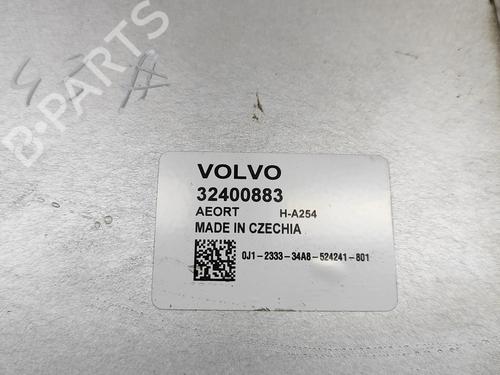 B-PARTS
VOLVO
32400883
AEORT H-A254
MADE IN CZECHIA
0J1-2333-34A8-524241-801